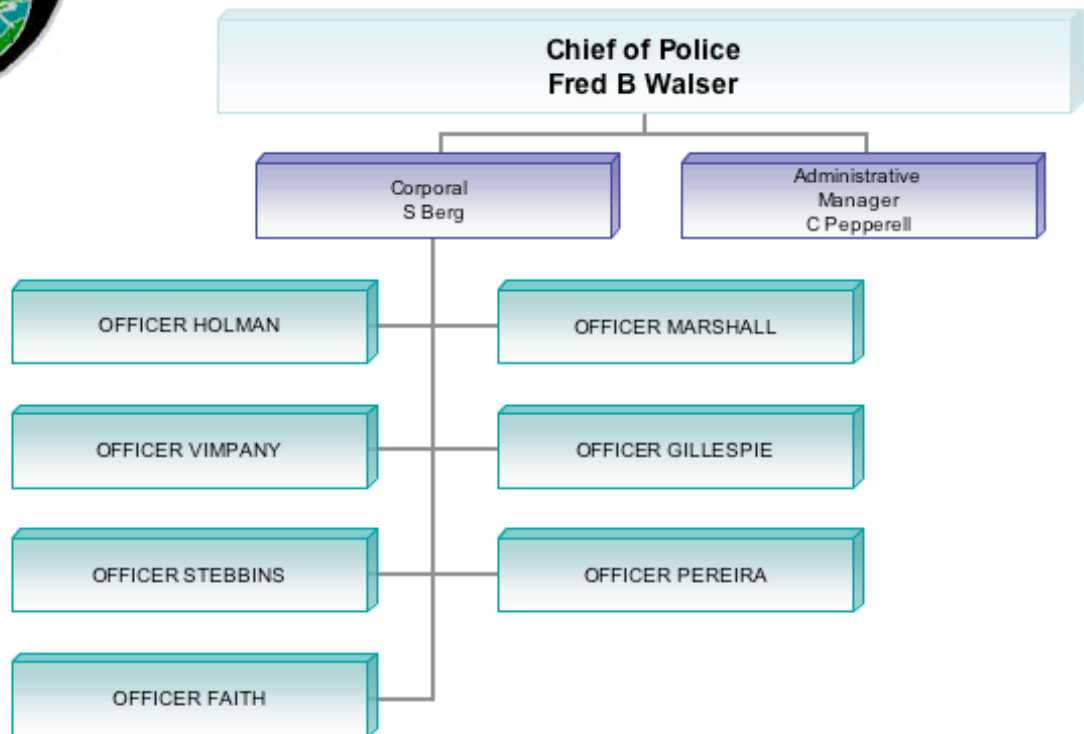 Chief of Police
Fred B Walser
Corporal
S Berg
Administrative
Manager
C Pepperell
OFFICER HOLMAN
OFFICER MARSHALL
OFFICER VIMPANY
OFFICER GILLESPIE
OFFICER STEBBINS
OFFICER PEREIRA
OFFICER FAITH